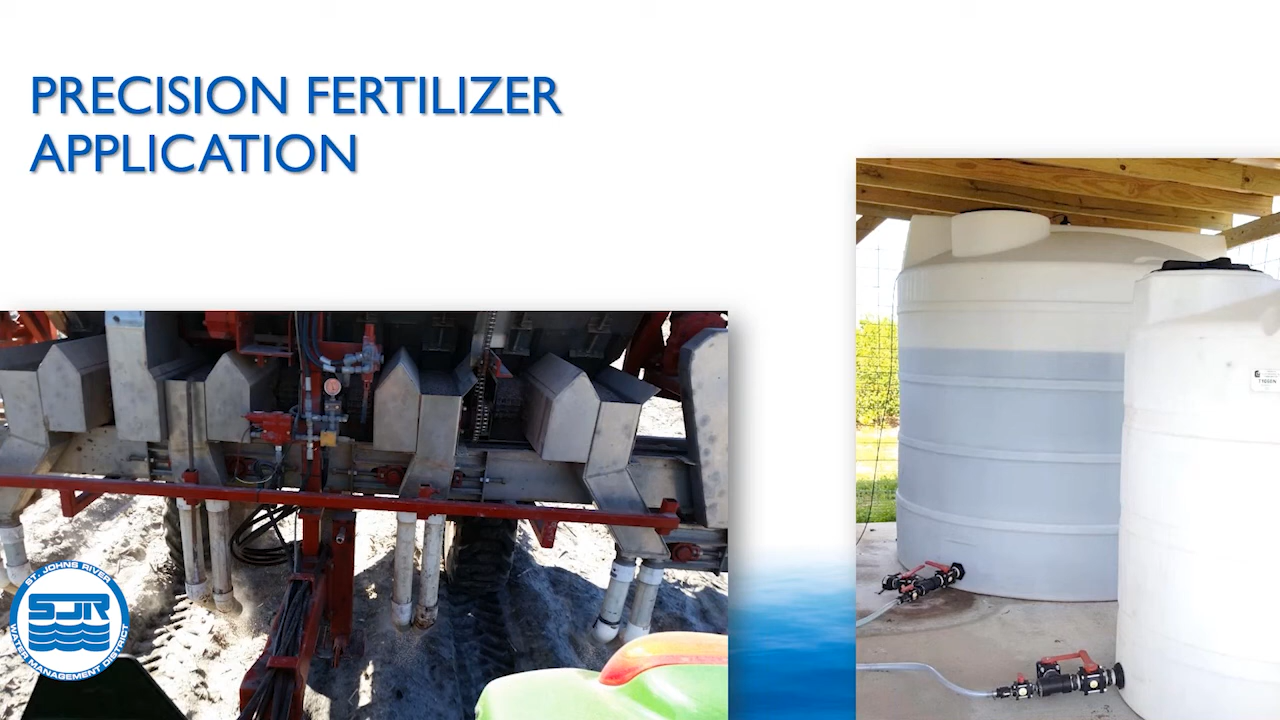 PRECISION FERTILIZER
APPLICATION
ST. JOHNS RIVER
SJR
WATER MANAGEMENT DISTRICT